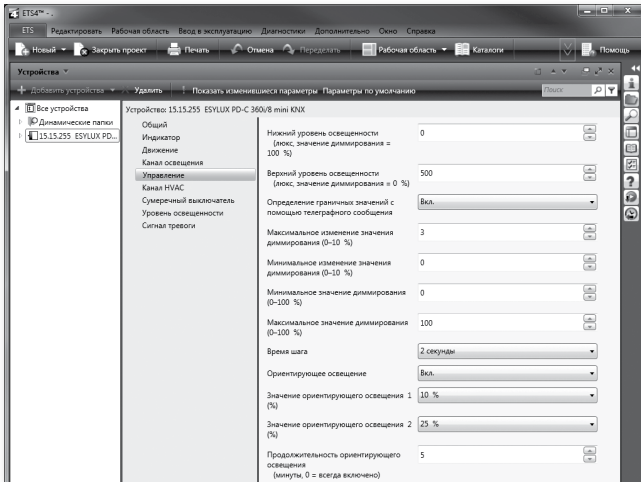 ETS4™ - .
ETS Редактировать Рабочая область Ввод в эксплуатацию Диагностики Дополнительно Окно Справка
Новый Закрыть проект Печать Отмена Переделать Рабочая область Каталоги Помощь
Устройства
Добавить устройства Удалить Показать изменившиеся параметры Параметры по умолчанию Поиск
Все устройства
Динамические папки
15.15.255 ESYLUX PD...
Устройство: 15.15.255 ESYLUX PD-C 360i/8 mini KNX
Общий
Индикатор
Движение
Канал освещения
Управление
Канал HVAC
Сумеречный выключатель
Уровень освещенности
Сигнал тревоги
Нижний уровень освещенности 0
(люкс, значение диммирования =
100 %)
Верхний уровень освещенности 500
(люкс, значение диммирования = 0 %)
Определение граничных значений с Вкл.
помощью телеграфного сообщения
Максимальное изменение значения 3
диммирования (0–10 %)
Минимальное изменение значения 0
диммирования (0–10 %)
Минимальное значение диммирования 0
(0–100 %)
Максимальное значение диммирования 100
(0–100 %)
Время шага 2 секунды
Ориентирующее освещение Вкл.
Значение ориентирующего освещения 1 10 %
(%)
Значение ориентирующего освещения 2 25 %
(%)
Продолжительность ориентирующего 5
освещения
(минуты, 0 = всегда включено)